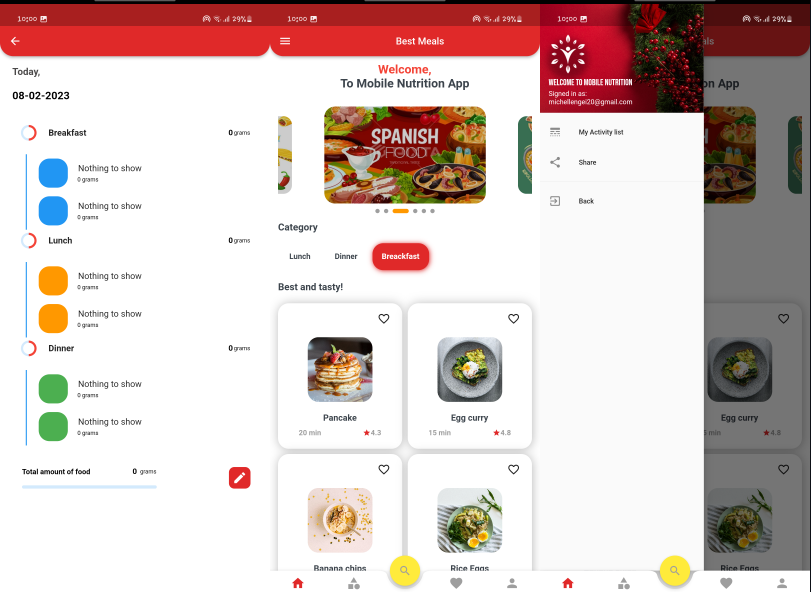 10:00
29%
Today,
08-02-2023
Breakfast
0 grams
Nothing to show
0 grams
Nothing to show
0 grams
Lunch
0 grams
Nothing to show
0 grams
Nothing to show
0 grams
Dinner
0 grams
Nothing to show
0 grams
Nothing to show
0 grams
Total amount of food
0 grams
10:00
29%
Best Meals
Welcome,
To Mobile Nutrition App
SPANISH
FOOD
Category
Lunch
Dinner
Breakfast
Best and tasty!
Pancake
20 min
4.3
Egg curry
15 min
4.8
Banana chips
Rice Eggs
10:00
29%
als
WELCOME TO MOBILE NUTRITION
Signed in as:
michellengei20@gmail.com
n App
My Activity list
Share
Back
Egg curry
5 min
4.8
Rice Eggs